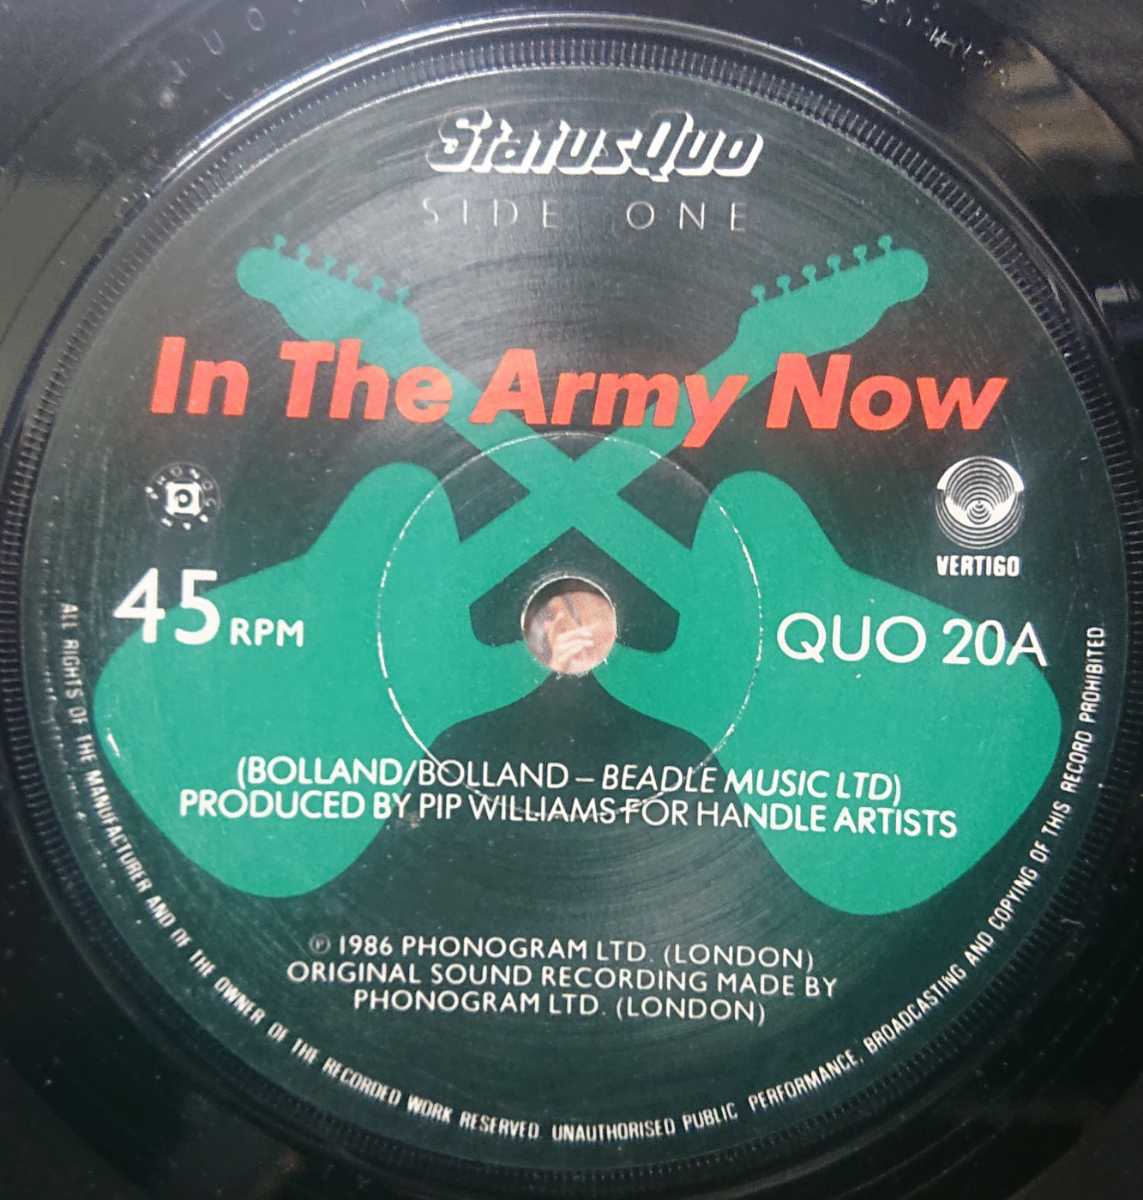 Status Quo
SIDE ONE
In The Army Now
VERTIGO
45 RPM
QUO 20A
(BOLLAND/BOLLAND – BEADLE MUSIC LTD)
PRODUCED BY PIP WILLIAMS FOR HANDLE ARTISTS
℗ 1986 PHONOGRAM LTD. (LONDON)
ORIGINAL SOUND RECORDING MADE BY
PHONOGRAM LTD. (LONDON)
ALL RIGHTS OF THE MANUFACTURER AND OF THE OWNER OF THE RECORDED WORK RESERVED. UNAUTHORISED PUBLIC PERFORMANCE, BROADCASTING AND COPYING OF THIS RECORD PROHIBITED